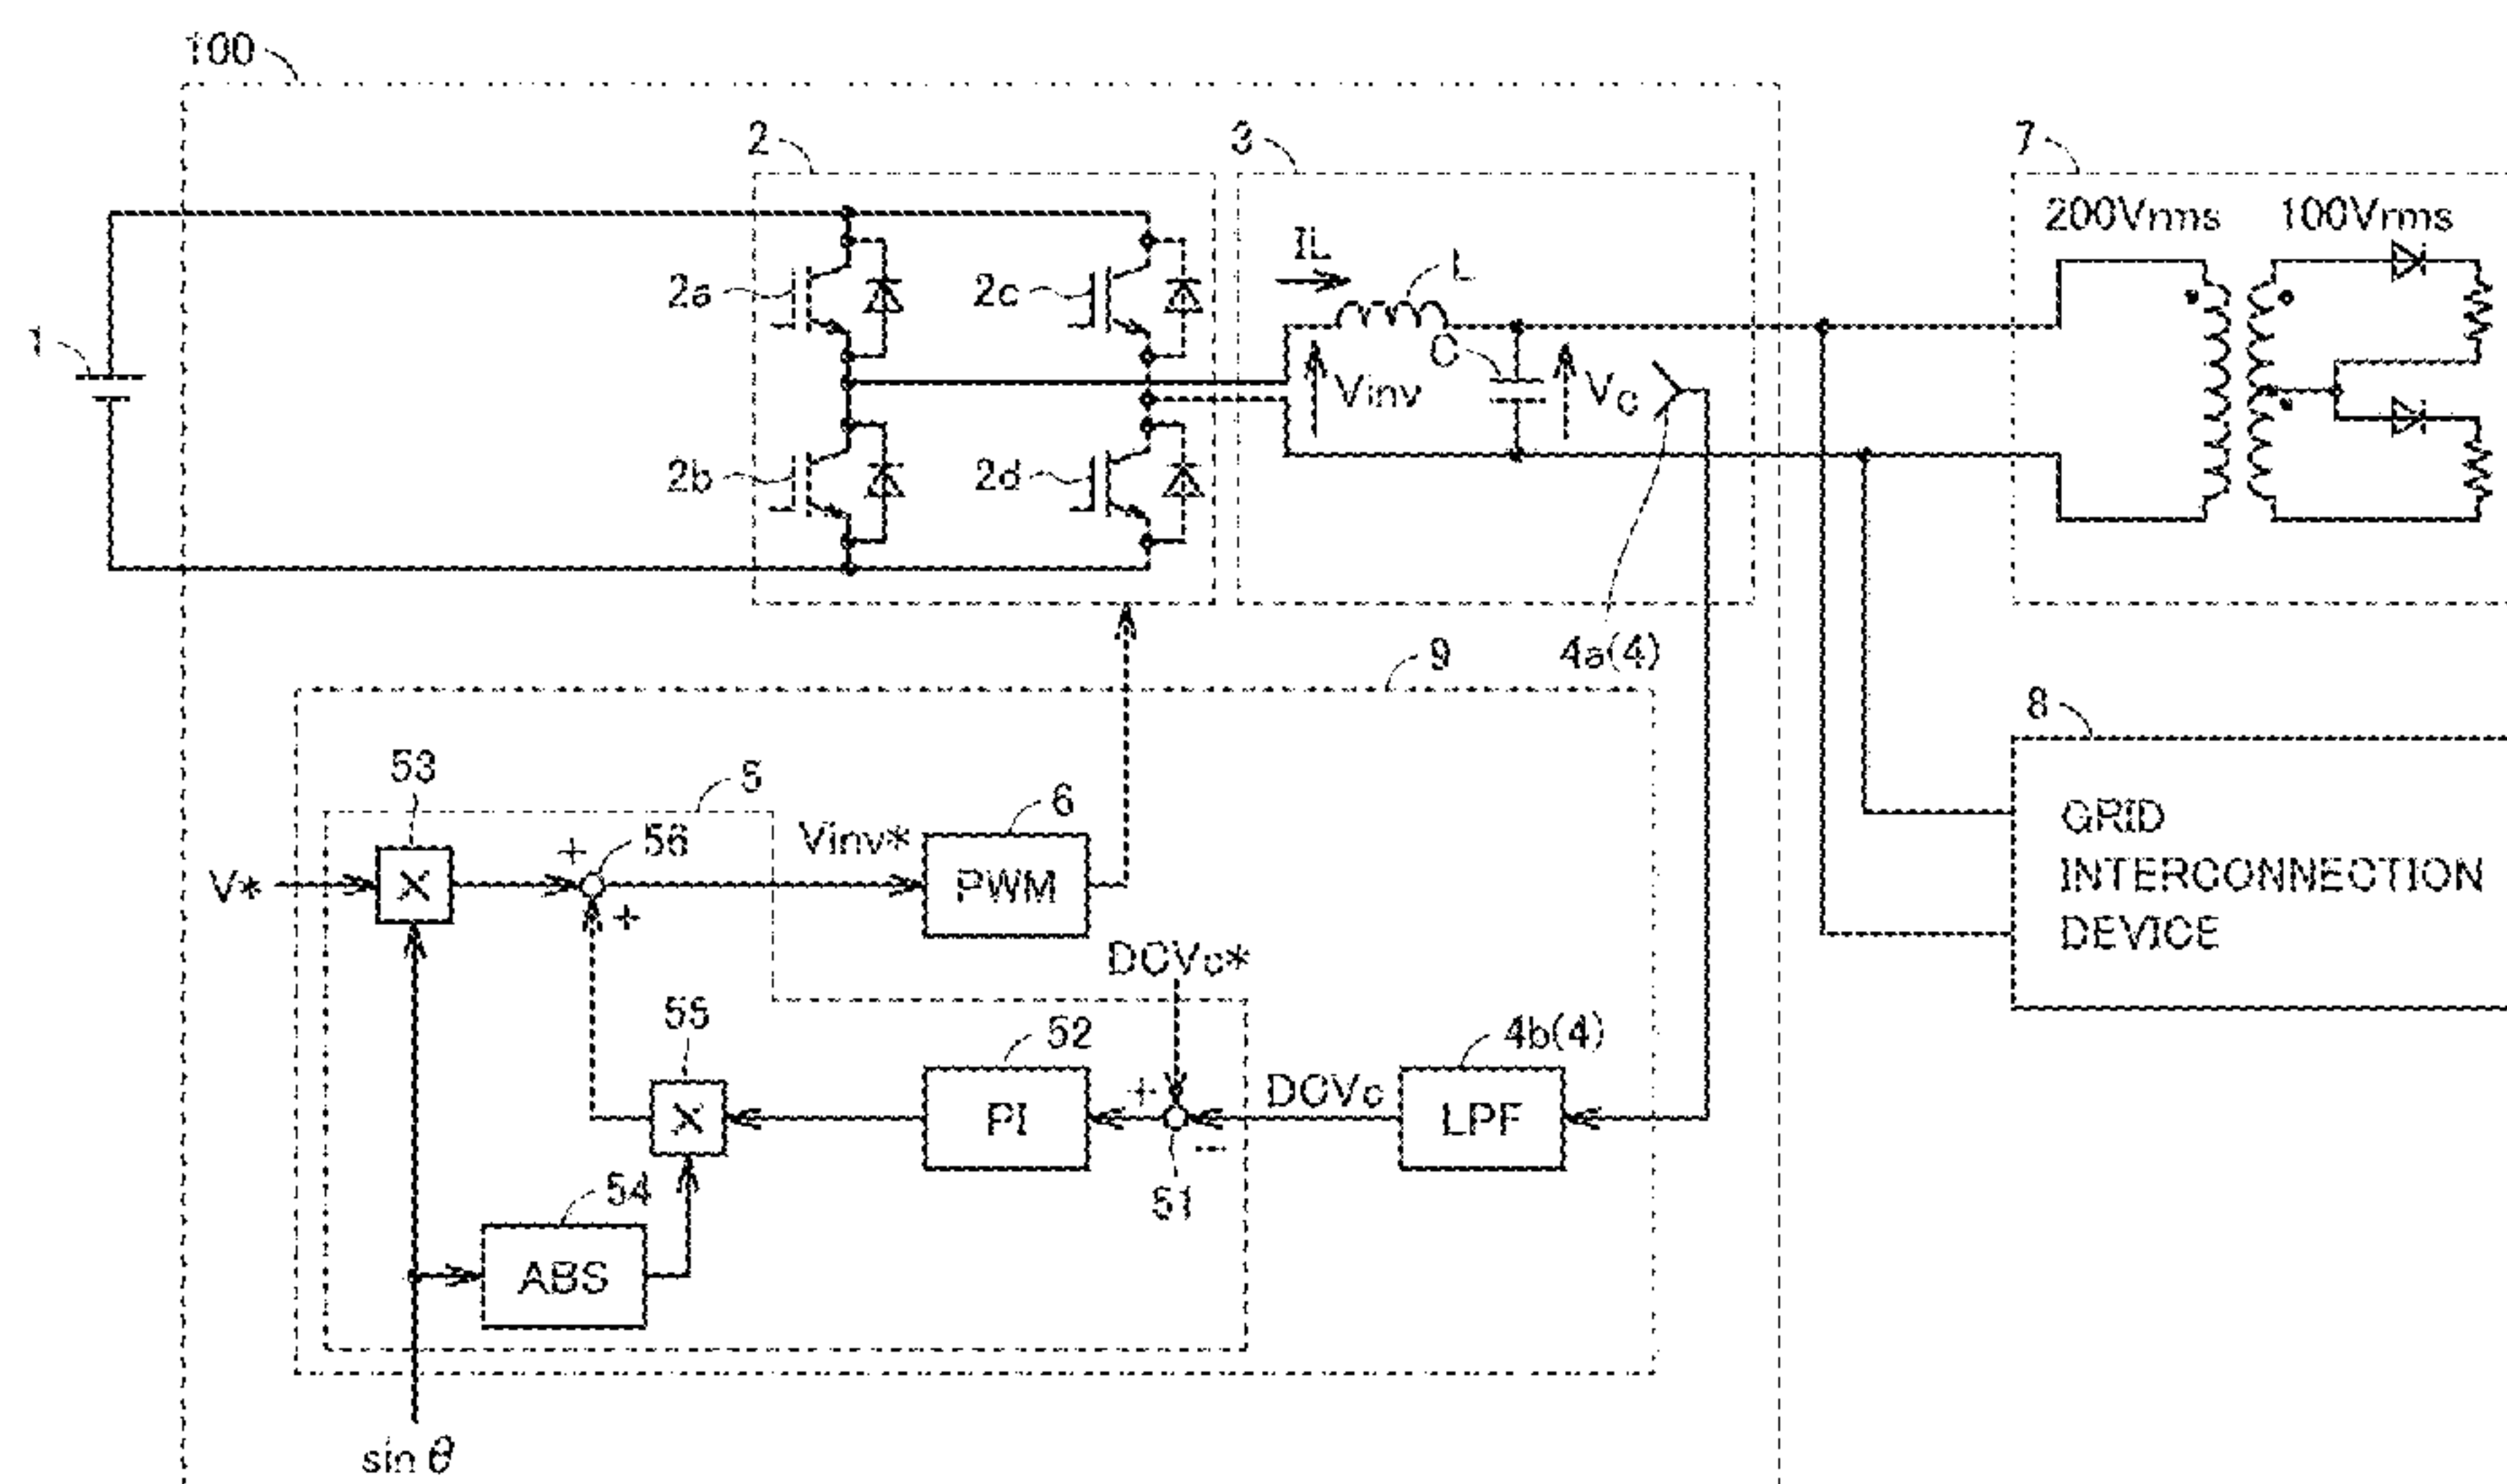 100
2
3
7
200Vrms 100Vrms
IL
L
2a
2c
1
C
Vinv
Vc
2b
2d
4a(4)
9
8
53
5
6
56
Vinv*
+
GRID
INTERCONNECTION
DEVICE
V*
X
PWM
+
DCVc*
55
52
4b(4)
X
PI
+
DCVc
LPF
-
54
51
ABS
sin θ